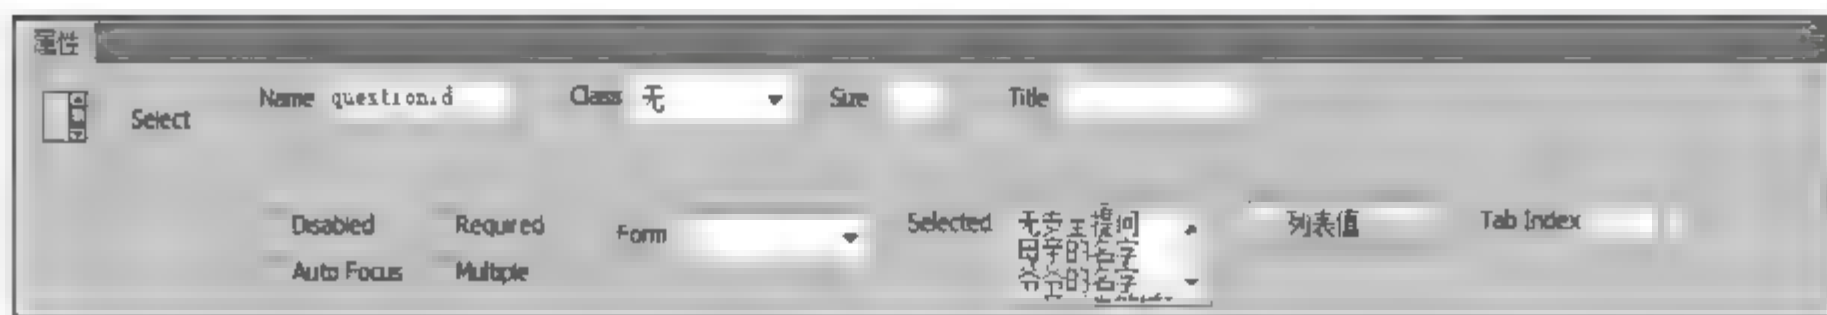 属性
Name question.d Class 无 Size Title
Select
Disabled Required Form Selected 无安全提问 列表值 Tab Index
母亲的名字
Auto Focus Multiple 爷爷的名字